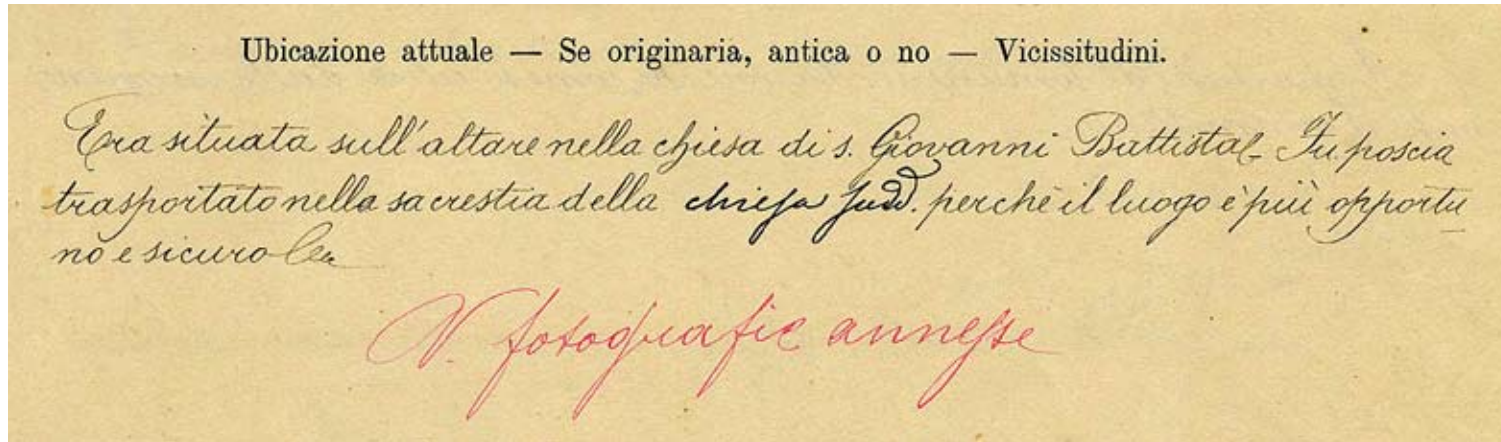 Ubicazione attuale — Se originaria, antica o no — Vicissitudini.
Era situata sull'altare nella chiesa di s. Giovanni Battista. Fu poscia
trasportato nella sacrestia della chiesa sudd. perchè il luogo è più opportu
no e sicuro
V. fotografie annesse